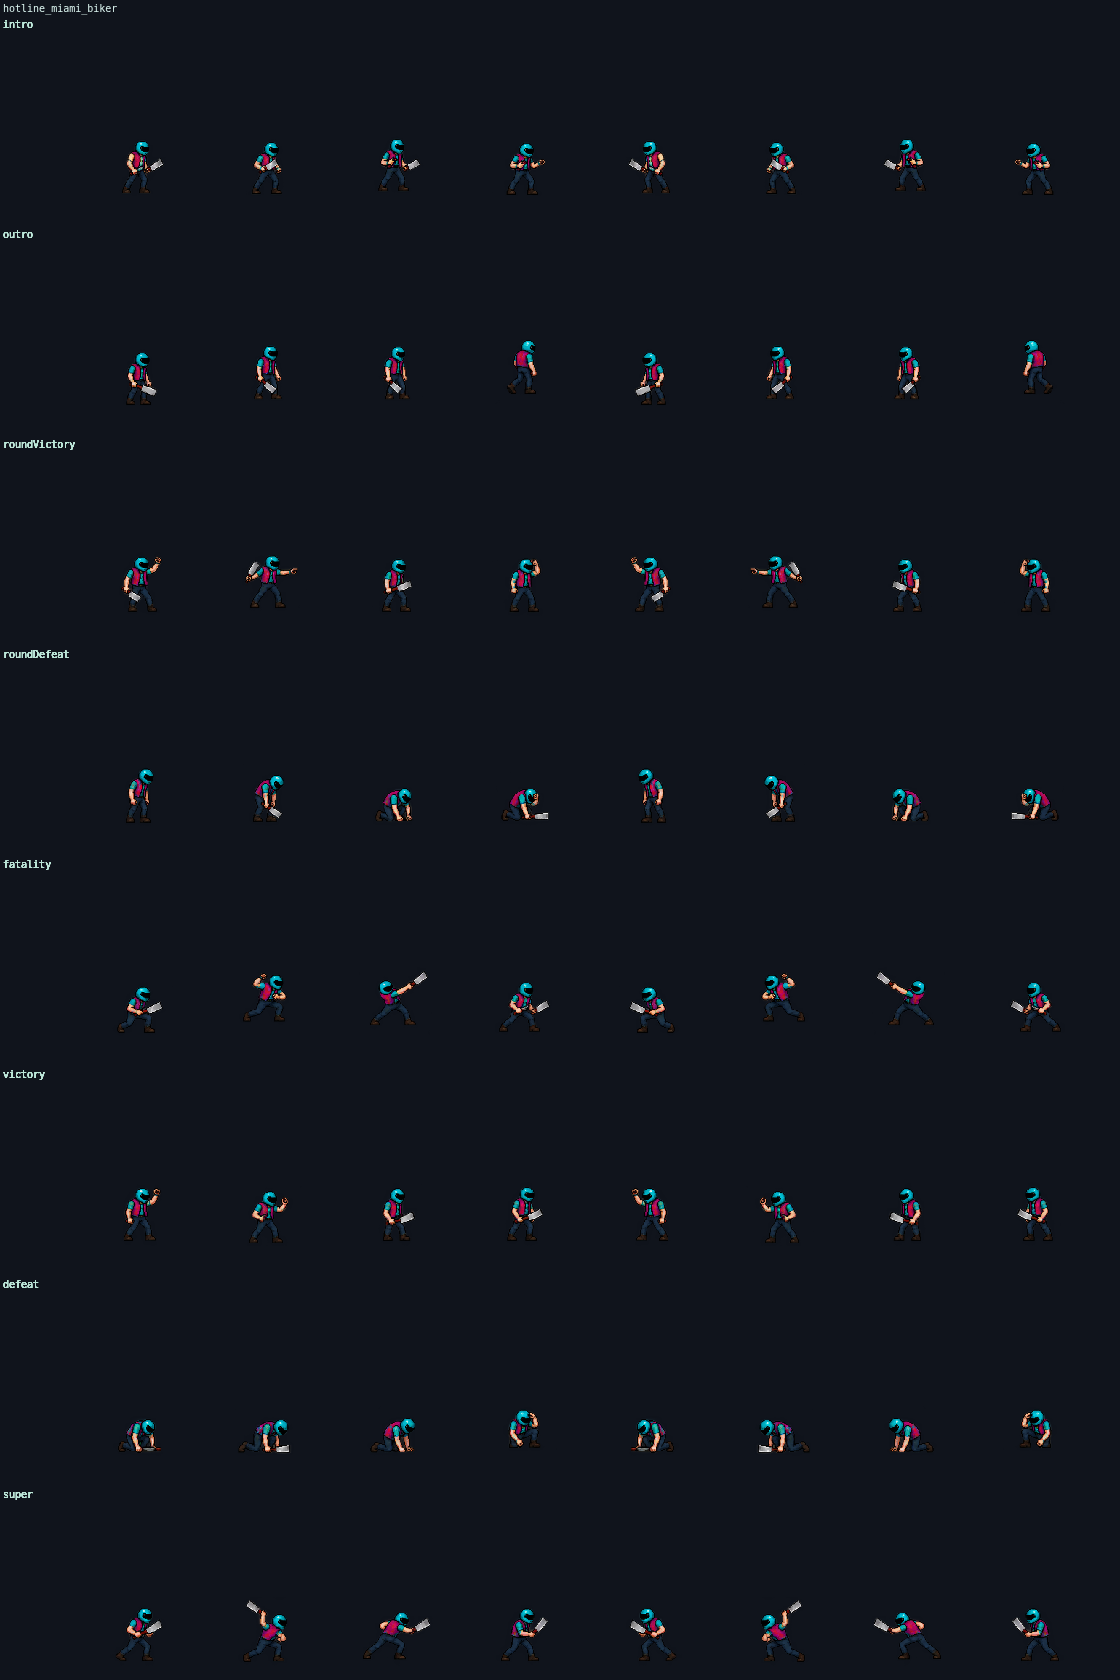 hotline_miami_biker
intro
outro
roundVictory
roundDefeat
fatality
victory
defeat
super